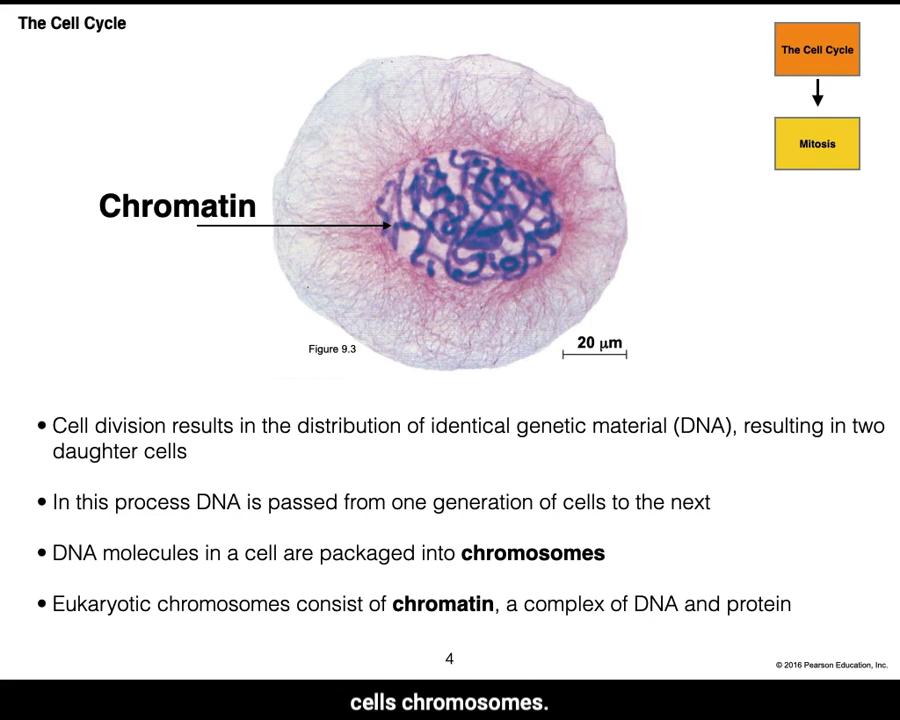 The Cell Cycle
The Cell Cycle
Mitosis
Chromatin
Figure 9.3
20 μm
• Cell division results in the distribution of identical genetic material (DNA), resulting in two
daughter cells
• In this process DNA is passed from one generation of cells to the next
• DNA molecules in a cell are packaged into chromosomes
• Eukaryotic chromosomes consist of chromatin, a complex of DNA and protein
4
© 2016 Pearson Education, Inc.
cells chromosomes.